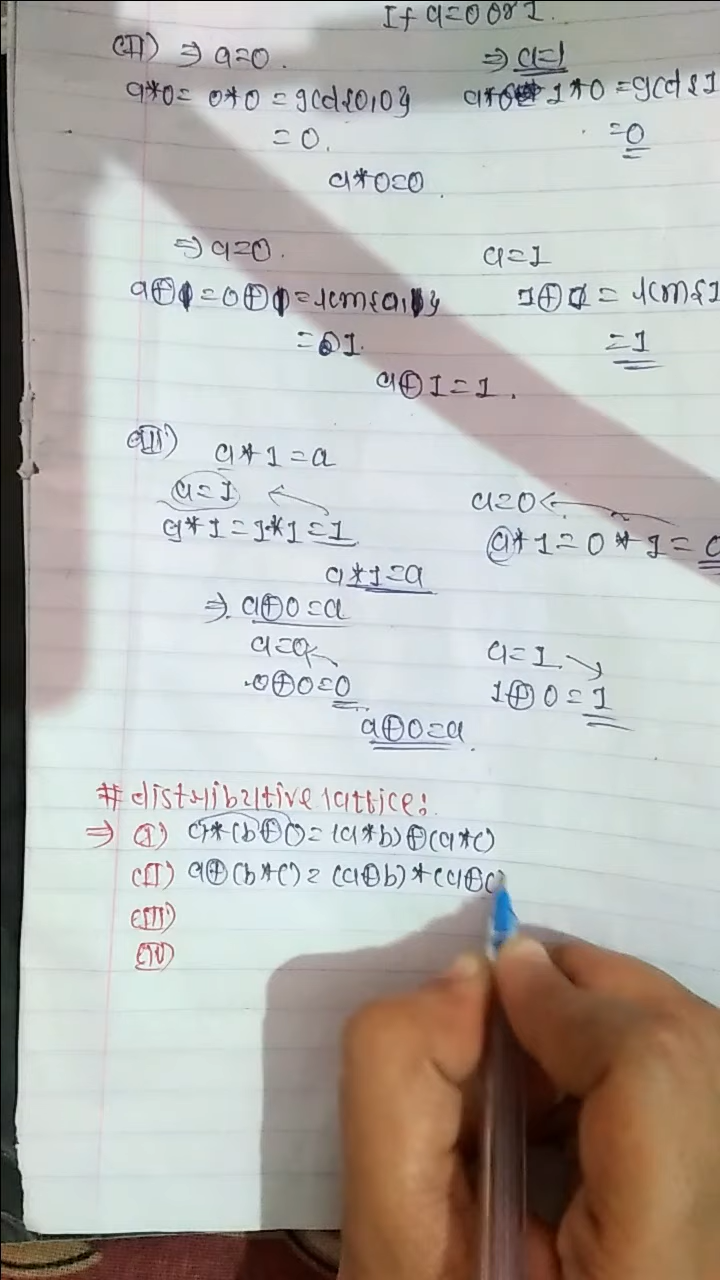 If a=0 or 1.
(II) ⇒ a=0. ⇒ a=1
a*0= 0*0 = gcd{0,0} 1*0 =gcd{1
=0. =0
a*0=0
⇒ a=0. a=1
a⊕1=0⊕1=lcm{0,1} 1⊕1 = lcm{1
=1. =1
a⊕1=1.
(III) a*1=a
a=1 a=0
a*1=1*1=1 a*1=0*1=0
a*1=a
⇒ a⊕0=a
a=0 a=1
0⊕0=0 1⊕0=1
a⊕0=a.
# distributive lattice:
⇒ (I) a*(b⊕c)=(a*b)⊕(a*c)
(II) a⊕(b*c)=(a⊕b)*(a⊕c)
(III)
(IV)